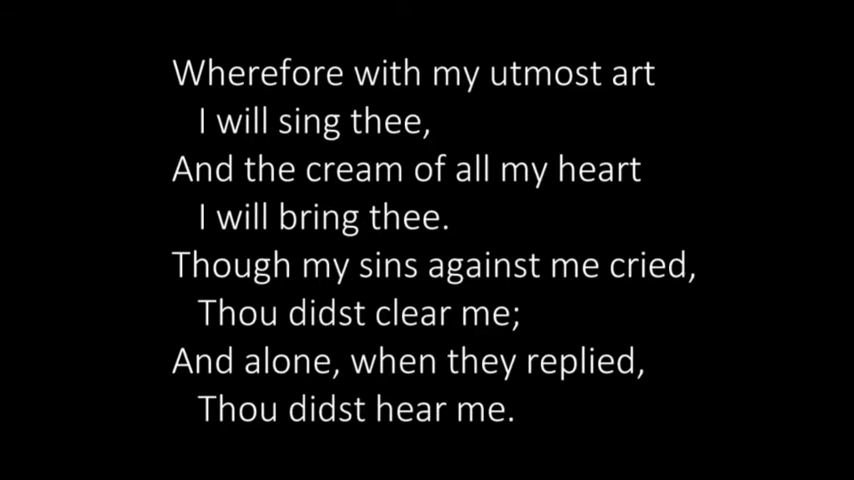 Wherefore with my utmost art
I will sing thee,
And the cream of all my heart
I will bring thee.
Though my sins against me cried,
Thou didst clear me;
And alone, when they replied,
Thou didst hear me.